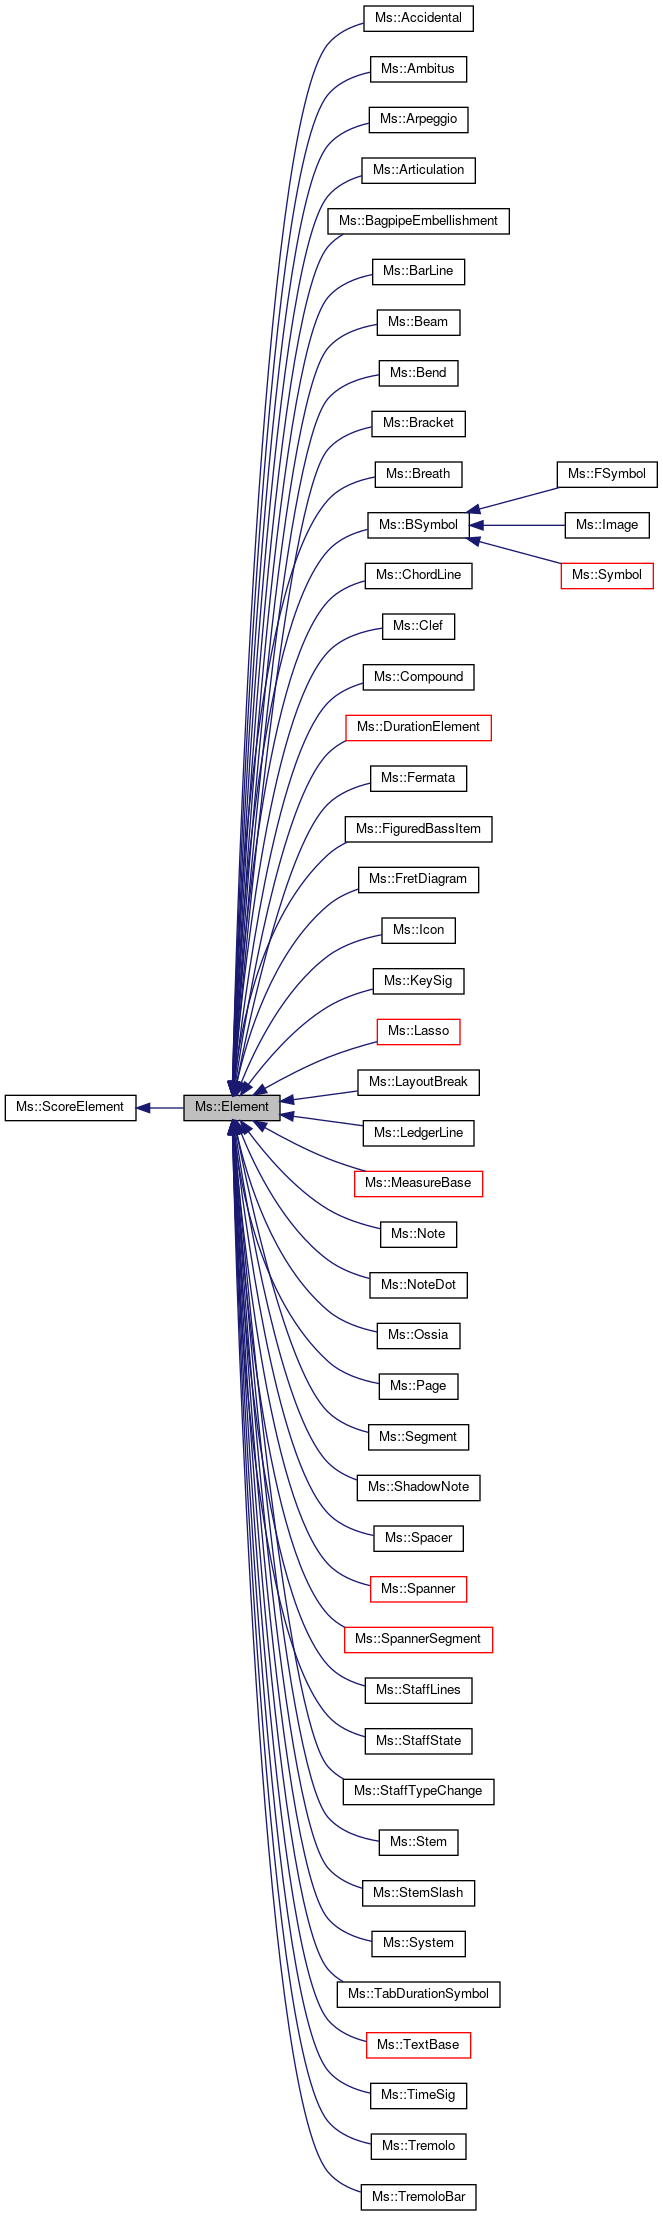 Ms::Accidental
Ms::Ambitus
Ms::Arpeggio
Ms::Articulation
Ms::BagpipeEmbellishment
Ms::BarLine
Ms::Beam
Ms::Bend
Ms::Bracket
Ms::Breath
Ms::FSymbol
Ms::BSymbol
Ms::Image
Ms::ChordLine
Ms::Symbol
Ms::Clef
Ms::Compound
Ms::DurationElement
Ms::Fermata
Ms::FiguredBassItem
Ms::FretDiagram
Ms::Icon
Ms::KeySig
Ms::Lasso
Ms::LayoutBreak
Ms::ScoreElement
Ms::Element
Ms::LedgerLine
Ms::MeasureBase
Ms::Note
Ms::NoteDot
Ms::Ossia
Ms::Page
Ms::Segment
Ms::ShadowNote
Ms::Spacer
Ms::Spanner
Ms::SpannerSegment
Ms::StaffLines
Ms::StaffState
Ms::StaffTypeChange
Ms::Stem
Ms::StemSlash
Ms::System
Ms::TabDurationSymbol
Ms::TextBase
Ms::TimeSig
Ms::Tremolo
Ms::TremoloBar